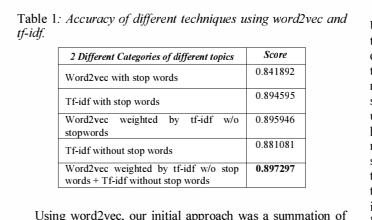 Table 1: Accuracy of different techniques using word2vec and
tf-idf.
2 Different Categories of different topics Score
Word2vec with stop words 0.841892
Tf-idf with stop words 0.894595
Word2vec weighted by tf-idf w/o
stopwords 0.895946
Tf-idf without stop words 0.881081
Word2vec weighted by tf-idf w/o stop
words + Tf-idf without stop words 0.897297
Using word2vec, our initial approach was a summation of